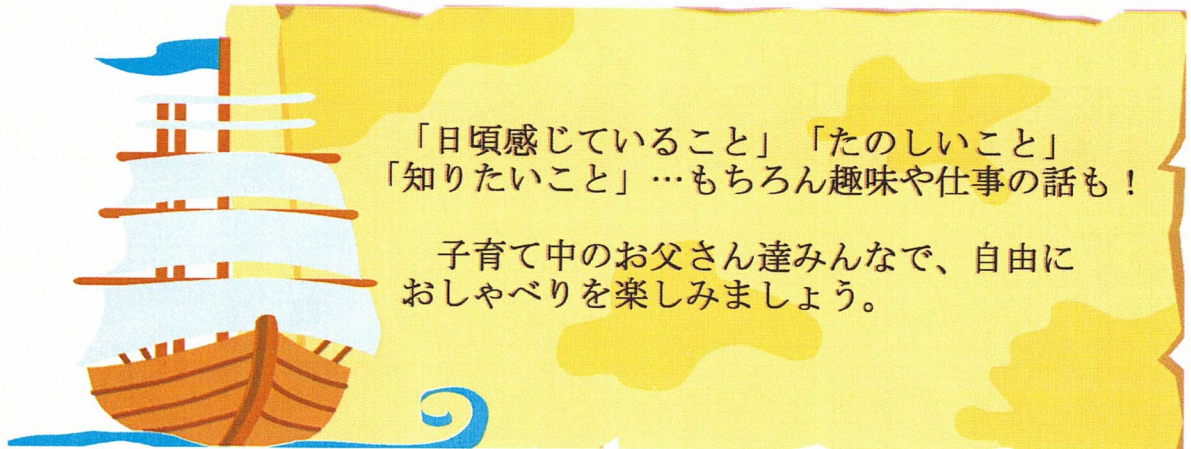 「日頃感じていること」「たのしいこと」
「知りたいこと」…もちろん趣味や仕事の話も！
子育て中のお父さん達みんなで、自由に
おしゃべりを楽しみましょう。